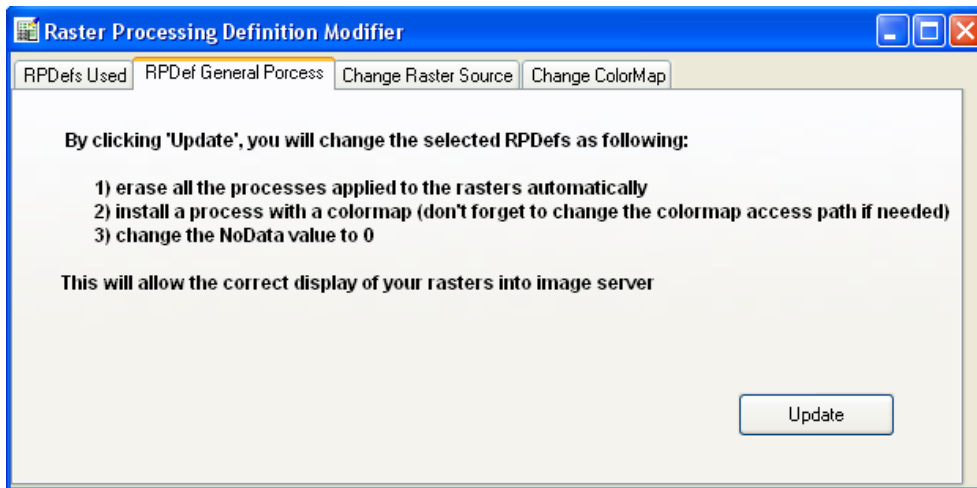 Raster Processing Definition Modifier
RPDefs Used RPDef General Porcess Change Raster Source Change ColorMap
By clicking 'Update', you will change the selected RPDefs as following:
1) erase all the processes applied to the rasters automatically
2) install a process with a colormap (don't forget to change the colormap access path if needed)
3) change the NoData value to 0
This will allow the correct display of your rasters into image server
Update